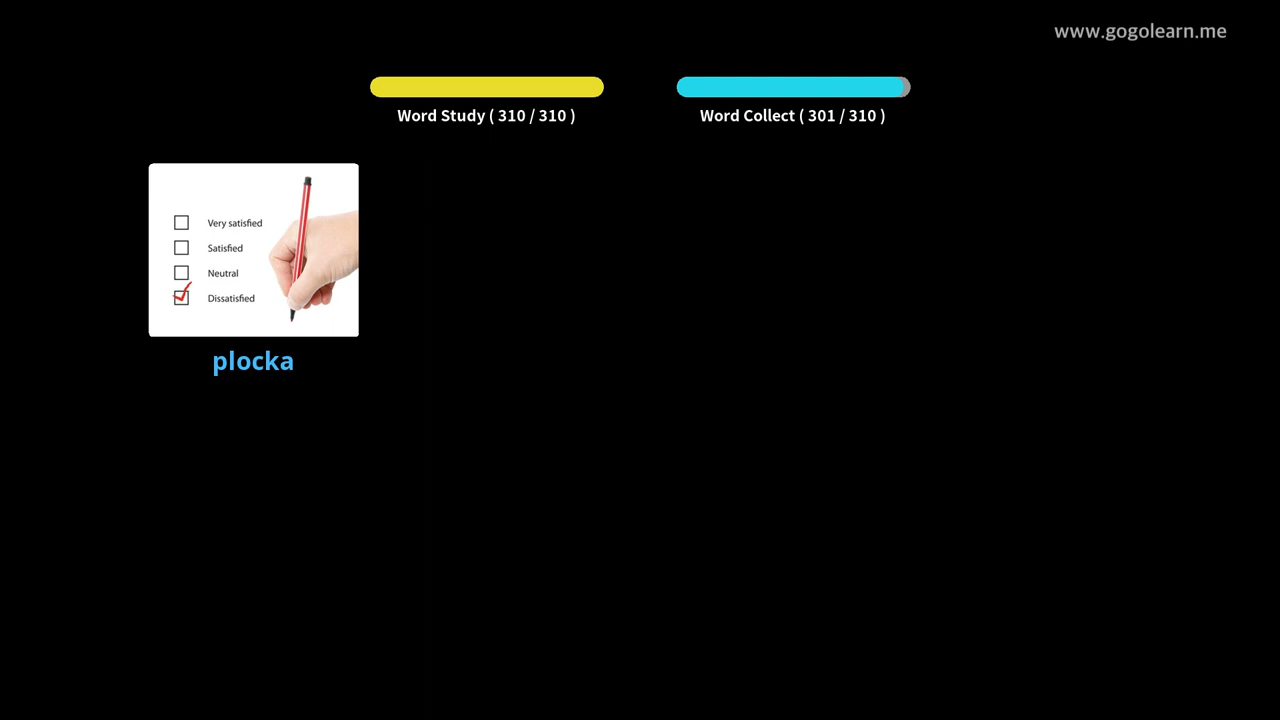 www.gogolearn.me
Word Study ( 310 / 310 )
Word Collect ( 301 / 310 )
Very satisfied
Satisfied
Neutral
Dissatisfied
plocka